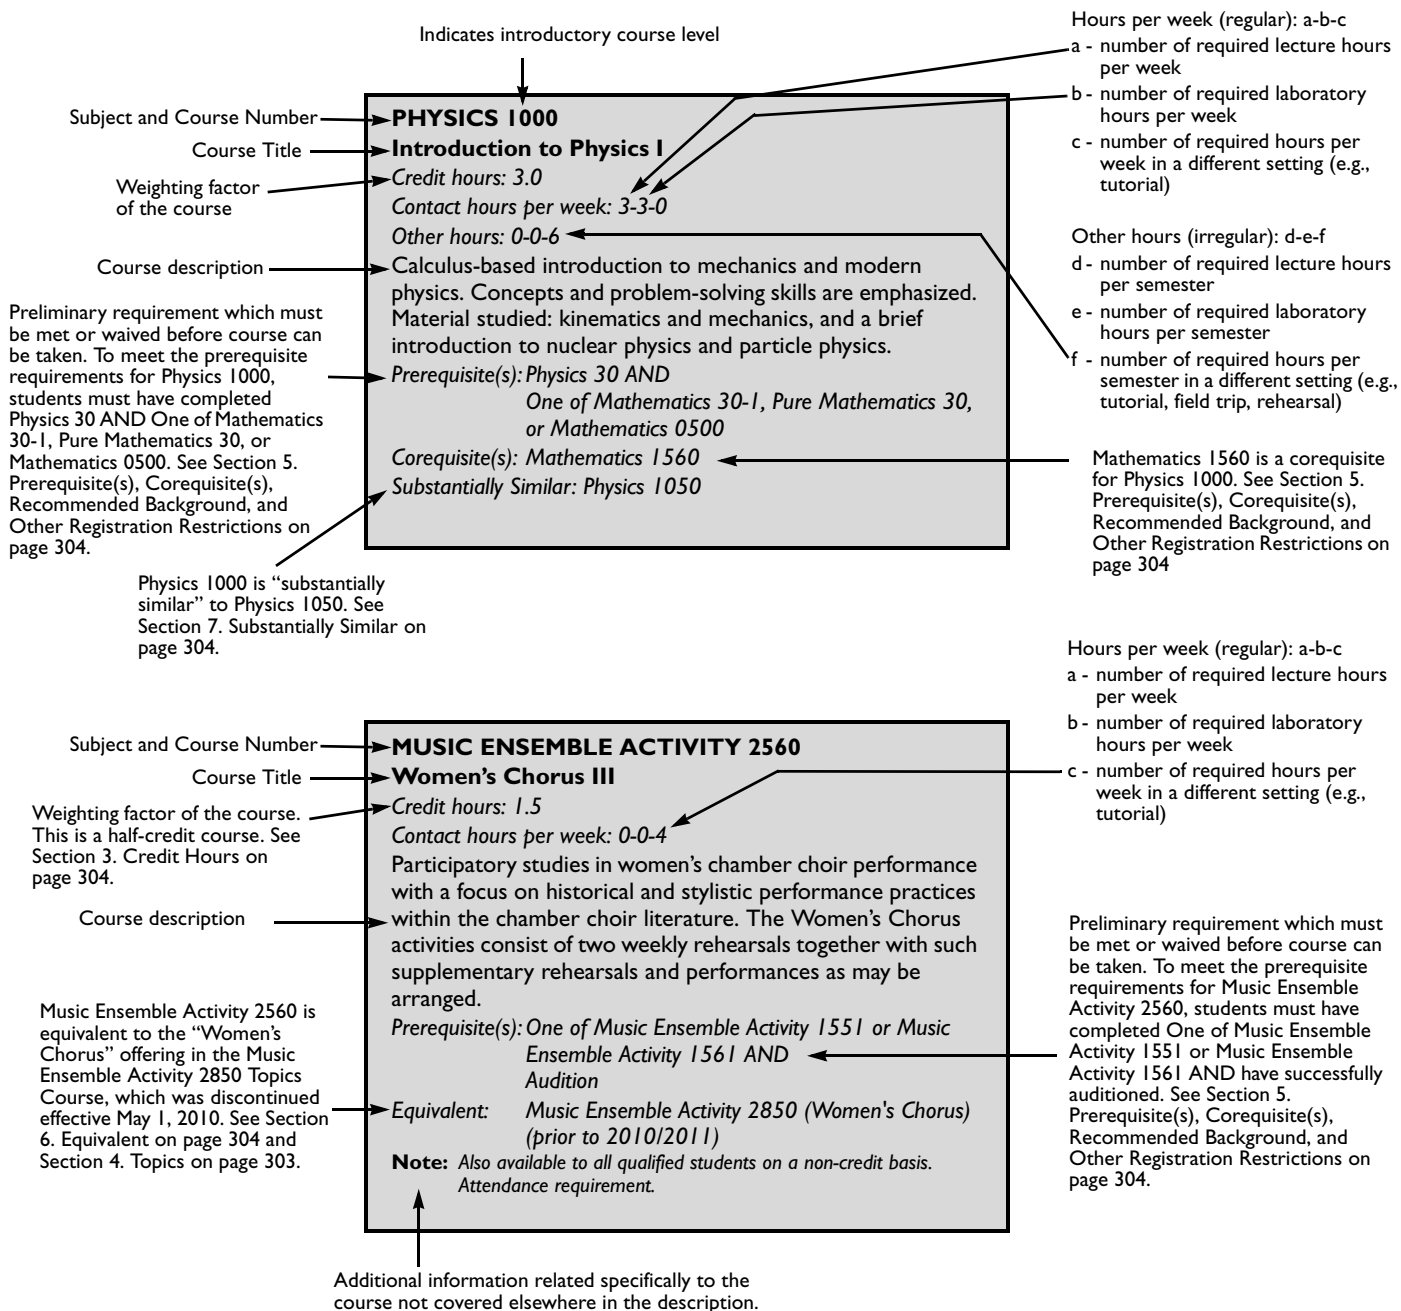 Indicates introductory course level
Subject and Course Number
Course Title
Weighting factor
of the course
Course description
Preliminary requirement which must
be met or waived before course can
be taken. To meet the prerequisite
requirements for Physics 1000,
students must have completed
Physics 30 AND One of Mathematics
30-1, Pure Mathematics 30, or
Mathematics 0500. See Section 5.
Prerequisite(s), Corequisite(s),
Recommended Background, and
Other Registration Restrictions on
page 304.
Physics 1000 is “substantially
similar” to Physics 1050. See
Section 7. Substantially Similar on
page 304.
PHYSICS 1000
Introduction to Physics I
Credit hours: 3.0
Contact hours per week: 3-3-0
Other hours: 0-0-6
Calculus-based introduction to mechanics and modern
physics. Concepts and problem-solving skills are emphasized.
Material studied: kinematics and mechanics, and a brief
introduction to nuclear physics and particle physics.
Prerequisite(s): Physics 30 AND
One of Mathematics 30-1, Pure Mathematics 30,
or Mathematics 0500
Corequisite(s): Mathematics 1560
Substantially Similar: Physics 1050
Hours per week (regular): a-b-c
a - number of required lecture hours
per week
b - number of required laboratory
hours per week
c - number of required hours per
week in a different setting (e.g.,
tutorial)
Other hours (irregular): d-e-f
d - number of required lecture hours
per semester
e - number of required laboratory
hours per semester
f - number of required hours per
semester in a different setting (e.g.,
tutorial, field trip, rehearsal)
Mathematics 1560 is a corequisite
for Physics 1000. See Section 5.
Prerequisite(s), Corequisite(s),
Recommended Background, and
Other Registration Restrictions on
page 304
Subject and Course Number
Course Title
Weighting factor of the course.
This is a half-credit course. See
Section 3. Credit Hours on
page 304.
Course description
Music Ensemble Activity 2560 is
equivalent to the “Women’s
Chorus” offering in the Music
Ensemble Activity 2850 Topics
Course, which was discontinued
effective May 1, 2010. See Section
6. Equivalent on page 304 and
Section 4. Topics on page 303.
MUSIC ENSEMBLE ACTIVITY 2560
Women’s Chorus III
Credit hours: 1.5
Contact hours per week: 0-0-4
Participatory studies in women’s chamber choir performance
with a focus on historical and stylistic performance practices
within the chamber choir literature. The Women’s Chorus
activities consist of two weekly rehearsals together with such
supplementary rehearsals and performances as may be
arranged.
Prerequisite(s): One of Music Ensemble Activity 1551 or Music
Ensemble Activity 1561 AND
Audition
Equivalent: Music Ensemble Activity 2850 (Women's Chorus)
(prior to 2010/2011)
Note: Also available to all qualified students on a non-credit basis.
Attendance requirement.
Hours per week (regular): a-b-c
a - number of required lecture hours
per week
b - number of required laboratory
hours per week
c - number of required hours per
week in a different setting (e.g.,
tutorial)
Preliminary requirement which must
be met or waived before course can
be taken. To meet the prerequisite
requirements for Music Ensemble
Activity 2560, students must have
completed One of Music Ensemble
Activity 1551 or Music Ensemble
Activity 1561 AND have successfully
auditioned. See Section 5.
Prerequisite(s), Corequisite(s),
Recommended Background, and
Other Registration Restrictions on
page 304.
Additional information related specifically to the
course not covered elsewhere in the description.